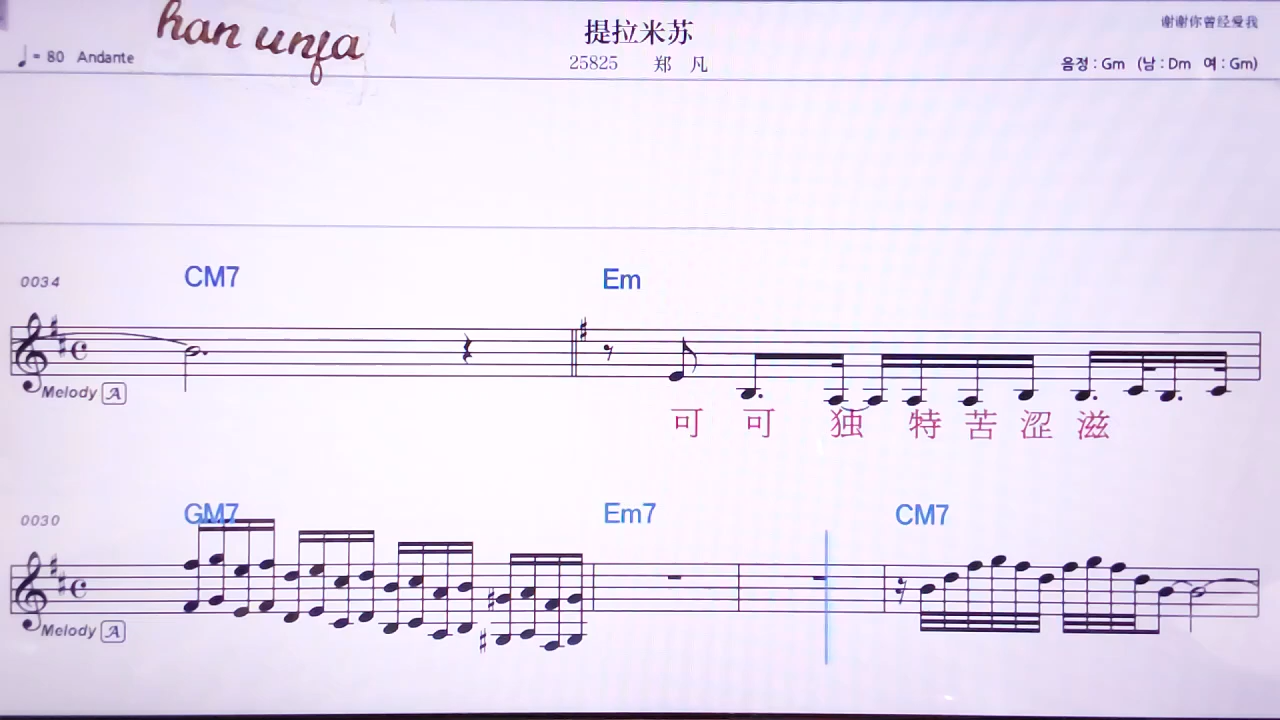 han unja
提拉米苏
谢谢你曾经爱我
♩= 80 Andante
25825 郑 凡
음정 : Gm (남 : Dm 여 : Gm)
CM7 Em
0034
Melody A
可 可 独 特 苦 涩 滋
GM7 Em7 CM7
0030
Melody A